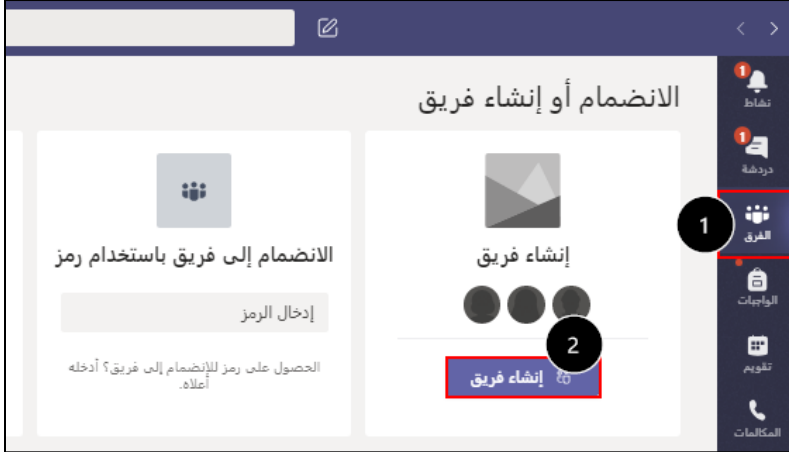 1
نشاط
1
دردشة
1
الفرق
الواجبات
تقويم
المكالمات
الانضمام أو إنشاء فريق
إنشاء فريق
2
إنشاء فريق
الانضمام إلى فريق باستخدام رمز
إدخال الرمز
الحصول على رمز للانضمام إلى فريق؟ أدخله
أعلاه.